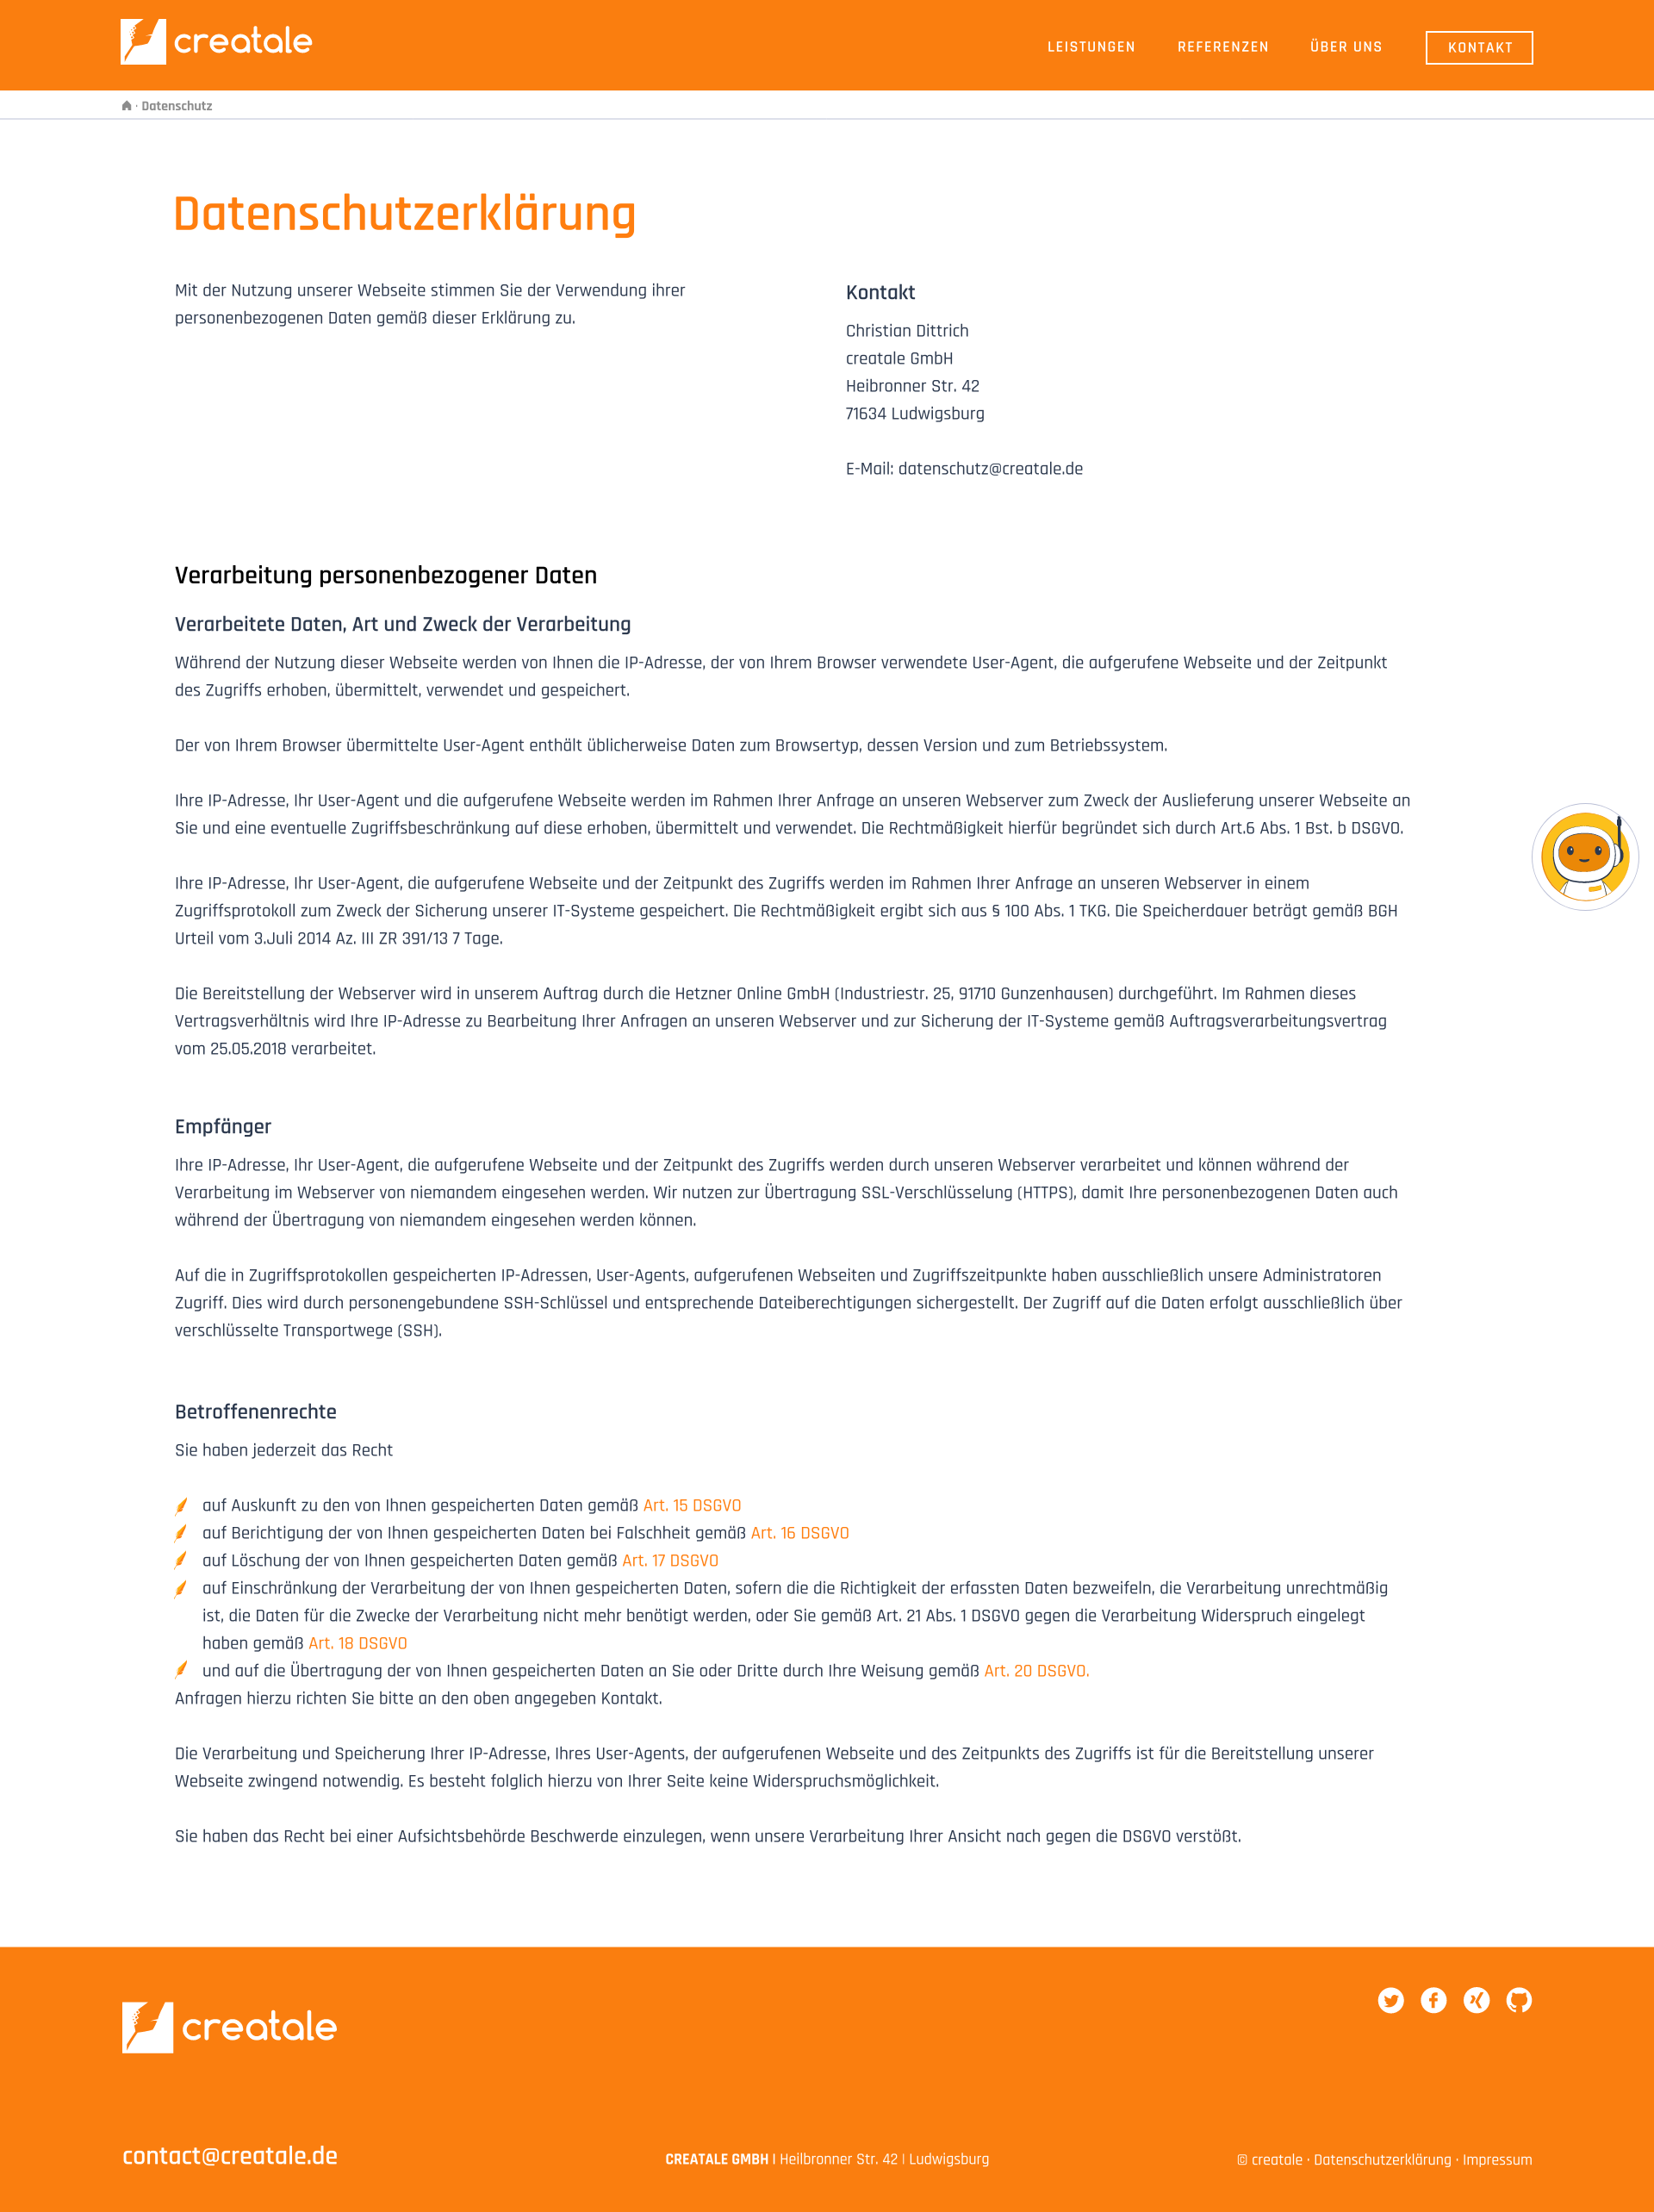 creatale
LEISTUNGEN REFERENZEN ÜBER UNS KONTAKT
· Datenschutz
Datenschutzerklärung
Mit der Nutzung unserer Webseite stimmen Sie der Verwendung ihrer
personenbezogenen Daten gemäß dieser Erklärung zu.
Kontakt
Christian Dittrich
creatale GmbH
Heibronner Str. 42
71634 Ludwigsburg
E-Mail: datenschutz@creatale.de
Verarbeitung personenbezogener Daten
Verarbeitete Daten, Art und Zweck der Verarbeitung
Während der Nutzung dieser Webseite werden von Ihnen die IP-Adresse, der von Ihrem Browser verwendete User-Agent, die aufgerufene Webseite und der Zeitpunkt
des Zugriffs erhoben, übermittelt, verwendet und gespeichert.
Der von Ihrem Browser übermittelte User-Agent enthält üblicherweise Daten zum Browsertyp, dessen Version und zum Betriebssystem.
Ihre IP-Adresse, Ihr User-Agent und die aufgerufene Webseite werden im Rahmen Ihrer Anfrage an unseren Webserver zum Zweck der Auslieferung unserer Webseite an
Sie und eine eventuelle Zugriffsbeschränkung auf diese erhoben, übermittelt und verwendet. Die Rechtmäßigkeit hierfür begründet sich durch Art.6 Abs. 1 Bst. b DSGVO.
Ihre IP-Adresse, Ihr User-Agent, die aufgerufene Webseite und der Zeitpunkt des Zugriffs werden im Rahmen Ihrer Anfrage an unseren Webserver in einem
Zugriffsprotokoll zum Zweck der Sicherung unserer IT-Systeme gespeichert. Die Rechtmäßigkeit ergibt sich aus § 100 Abs. 1 TKG. Die Speicherdauer beträgt gemäß BGH
Urteil vom 3.Juli 2014 Az. III ZR 391/13 7 Tage.
Die Bereitstellung der Webserver wird in unserem Auftrag durch die Hetzner Online GmbH (Industriestr. 25, 91710 Gunzenhausen) durchgeführt. Im Rahmen dieses
Vertragsverhältnis wird Ihre IP-Adresse zu Bearbeitung Ihrer Anfragen an unseren Webserver und zur Sicherung der IT-Systeme gemäß Auftragsverarbeitungsvertrag
vom 25.05.2018 verarbeitet.
Empfänger
Ihre IP-Adresse, Ihr User-Agent, die aufgerufene Webseite und der Zeitpunkt des Zugriffs werden durch unseren Webserver verarbeitet und können während der
Verarbeitung im Webserver von niemandem eingesehen werden. Wir nutzen zur Übertragung SSL-Verschlüsselung (HTTPS), damit Ihre personenbezogenen Daten auch
während der Übertragung von niemandem eingesehen werden können.
Auf die in Zugriffsprotokollen gespeicherten IP-Adressen, User-Agents, aufgerufenen Webseiten und Zugriffszeitpunkte haben ausschließlich unsere Administratoren
Zugriff. Dies wird durch personengebundene SSH-Schlüssel und entsprechende Dateiberechtigungen sichergestellt. Der Zugriff auf die Daten erfolgt ausschließlich über
verschlüsselte Transportwege (SSH).
Betroffenenrechte
Sie haben jederzeit das Recht
auf Auskunft zu den von Ihnen gespeicherten Daten gemäß Art. 15 DSGVO
auf Berichtigung der von Ihnen gespeicherten Daten bei Falschheit gemäß Art. 16 DSGVO
auf Löschung der von Ihnen gespeicherten Daten gemäß Art. 17 DSGVO
auf Einschränkung der Verarbeitung der von Ihnen gespeicherten Daten, sofern die die Richtigkeit der erfassten Daten bezweifeln, die Verarbeitung unrechtmäßig
ist, die Daten für die Zwecke der Verarbeitung nicht mehr benötigt werden, oder Sie gemäß Art. 21 Abs. 1 DSGVO gegen die Verarbeitung Widerspruch eingelegt
haben gemäß Art. 18 DSGVO
und auf die Übertragung der von Ihnen gespeicherten Daten an Sie oder Dritte durch Ihre Weisung gemäß Art. 20 DSGVO.
Anfragen hierzu richten Sie bitte an den oben angegeben Kontakt.
Die Verarbeitung und Speicherung Ihrer IP-Adresse, Ihres User-Agents, der aufgerufenen Webseite und des Zeitpunkts des Zugriffs ist für die Bereitstellung unserer
Webseite zwingend notwendig. Es besteht folglich hierzu von Ihrer Seite keine Widerspruchsmöglichkeit.
Sie haben das Recht bei einer Aufsichtsbehörde Beschwerde einzulegen, wenn unsere Verarbeitung Ihrer Ansicht nach gegen die DSGVO verstößt.
creatale
contact@creatale.de
CREATALE GMBH | Heilbronner Str. 42 | Ludwigsburg
© creatale · Datenschutzerklärung · Impressum